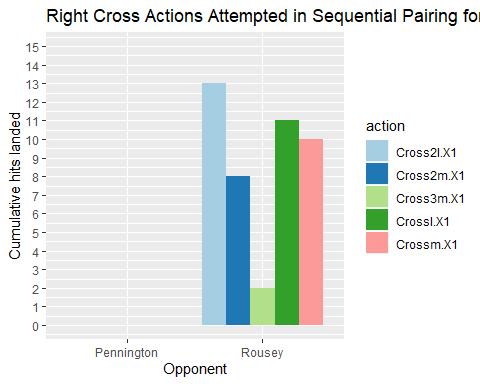 Right Cross Actions Attempted in Sequential Pairing for
15
14
13
12
11
10
9
8
7
6
5
4
3
2
1
0
Cumulative hits landed
Pennington
Rousey
Opponent
action
Cross2l.X1
Cross2m.X1
Cross3m.X1
Crossl.X1
Crossm.X1